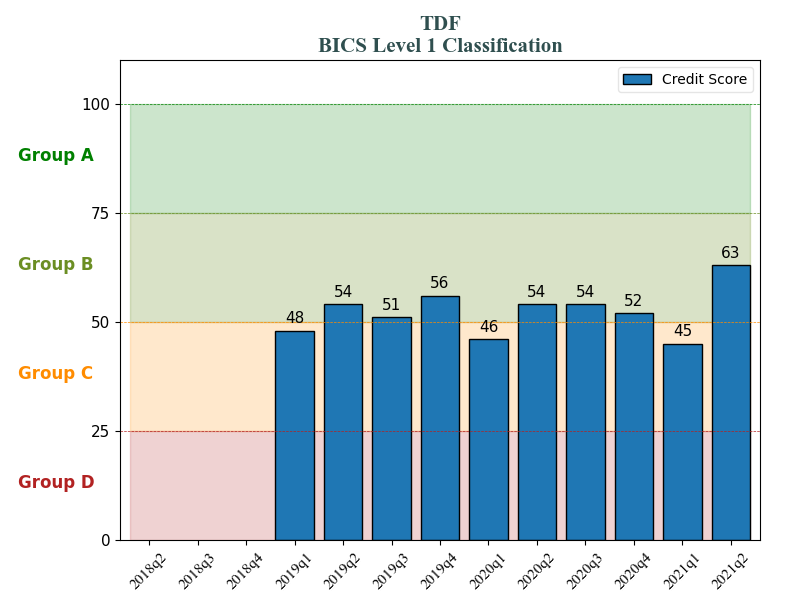 TDF
BICS Level 1 Classification
Credit Score
100
Group A
75
Group B
50
Group C
25
Group D
0
48
54
51
56
46
54
54
52
45
63
2018q2
2018q3
2018q4
2019q1
2019q2
2019q3
2019q4
2020q1
2020q2
2020q3
2020q4
2021q1
2021q2